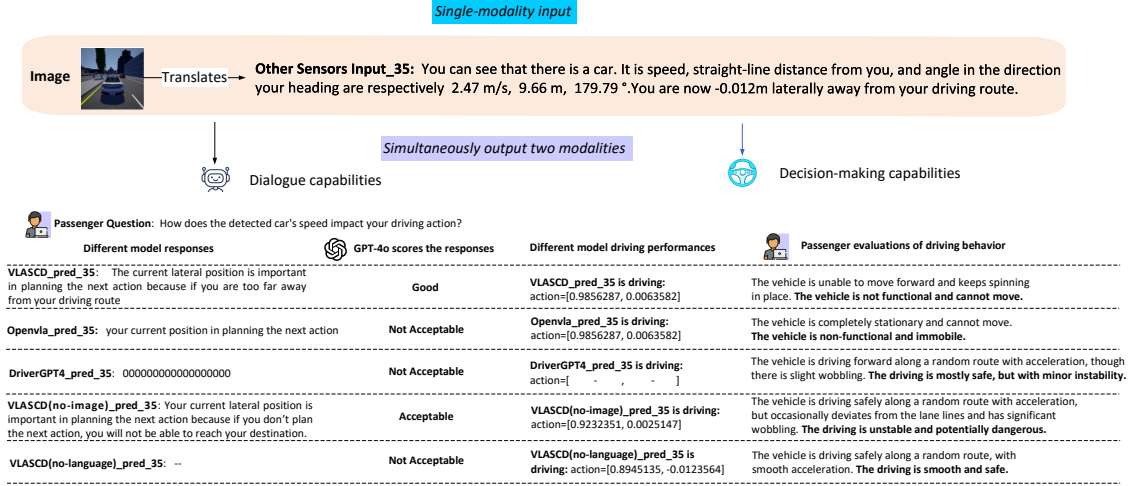 Single-modality input
Image
Translates
Other Sensors Input_35: You can see that there is a car. It is speed, straight-line distance from you, and angle in the direction
your heading are respectively 2.47 m/s, 9.66 m, 179.79 °.You are now -0.012m laterally away from your driving route.
Simultaneously output two modalities
Dialogue capabilities
Decision-making capabilities
Passenger Question: How does the detected car's speed impact your driving action?
Different model responses
GPT-4o scores the responses
Different model driving performances
Passenger evaluations of driving behavior
VLASCD_pred_35: The current lateral position is important
in planning the next action because if you are too far away
from your driving route
Good
VLASCD_pred_35 is driving:
action=[0.9856287, 0.0063582]
The vehicle is unable to move forward and keeps spinning
in place. The vehicle is not functional and cannot move.
Openvla_pred_35: your current position in planning the next action
Not Acceptable
Openvla_pred_35 is driving:
action=[0.9856287, 0.0063582]
The vehicle is completely stationary and cannot move.
The vehicle is non-functional and immobile.
DriverGPT4_pred_35: 000000000000000000
Not Acceptable
DriverGPT4_pred_35 is driving:
action=[ - , - ]
The vehicle is driving forward along a random route with acceleration, though
there is slight wobbling. The driving is mostly safe, but with minor instability.
VLASCD(no-image)_pred_35: Your current lateral position is
important in planning the next action because if you don't plan
the next action, you will not be able to reach your destination.
Acceptable
VLASCD(no-image)_pred_35 is driving:
action=[0.9232351, 0.0025147]
The vehicle is driving safely along a random route with acceleration,
but occasionally deviates from the lane lines and has significant
wobbling. The driving is unstable and potentially dangerous.
VLASCD(no-language)_pred_35: --
Not Acceptable
VLASCD(no-language)_pred_35 is
driving: action=[0.8945135, -0.0123564]
The vehicle is driving safely along a random route, with
smooth acceleration. The driving is smooth and safe.